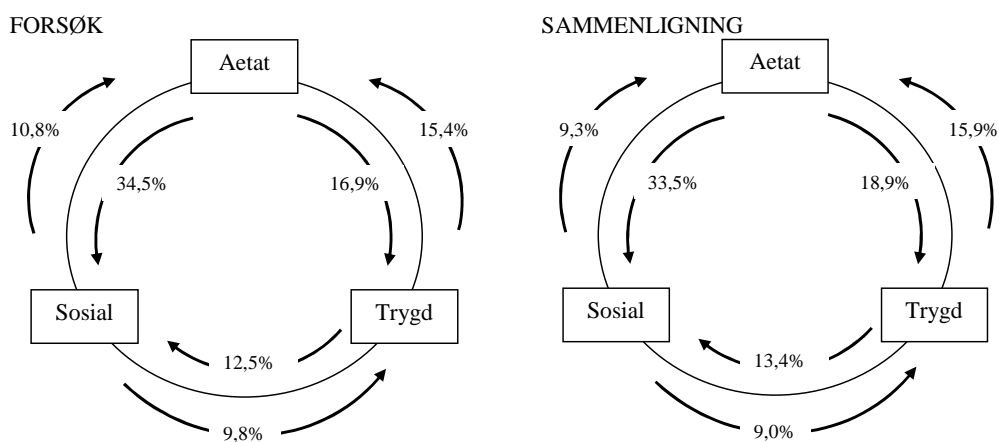 FORSØK
Aetat
10,8%
15,4%
34,5%
16,9%
Sosial
Trygd
12,5%
9,8%
SAMMENLIGNING
Aetat
9,3%
15,9%
33,5%
18,9%
Sosial
Trygd
13,4%
9,0%